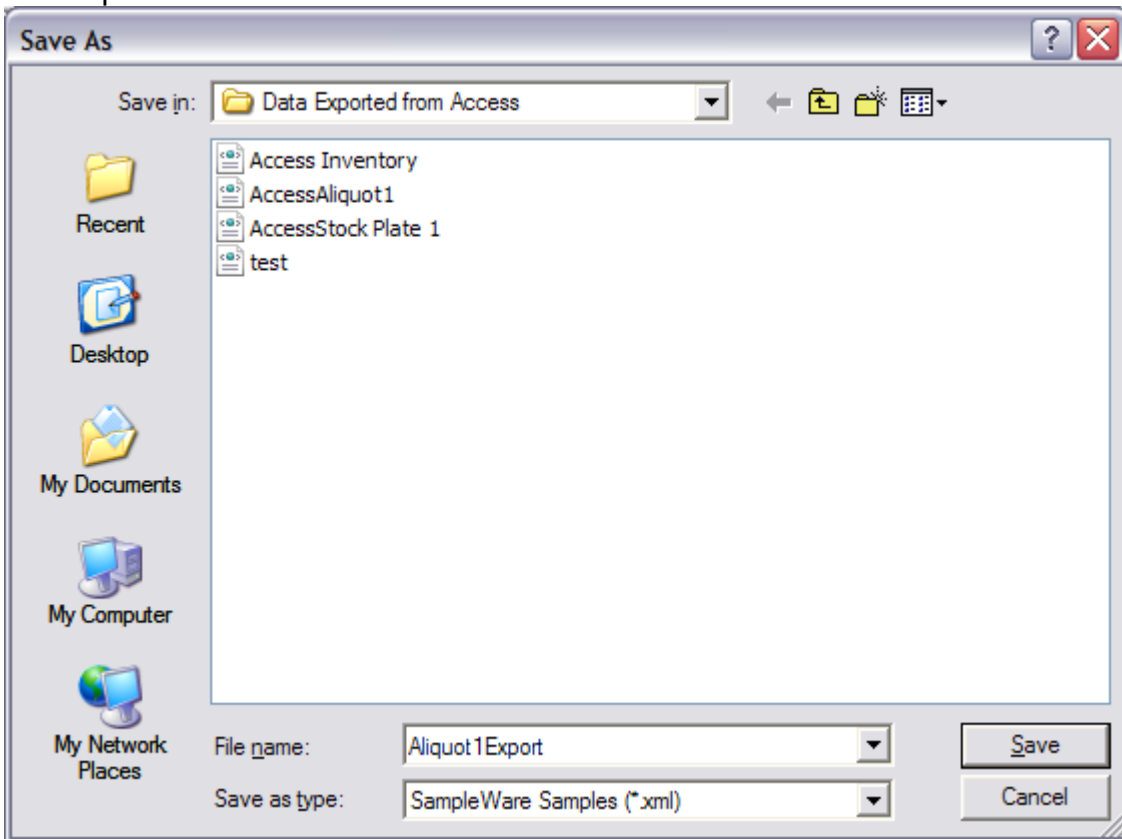 Save As
Save in: Data Exported from Access
Access Inventory
AccessAliquot1
AccessStock Plate 1
test
Recent
Desktop
My Documents
My Computer
My Network Places
File name: Aliquot1Export Save
Save as type: SampleWare Samples (*.xml) Cancel